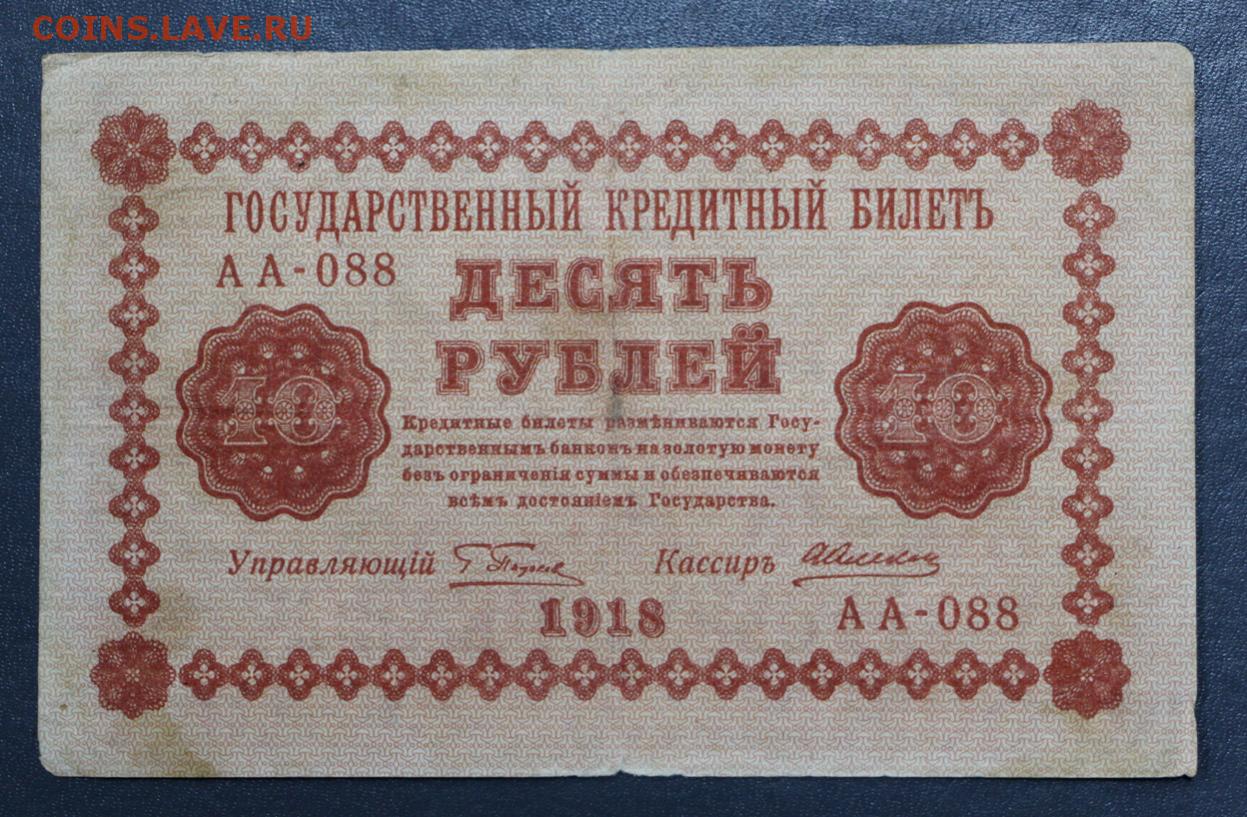 COINS.LAVE.RU
ГОСУДАРСТВЕННЫЙ КРЕДИТНЫЙ БИЛЕТЪ
АА-088
ДЕСЯТЬ
РУБЛЕЙ
10
10
Кредитные билеты размѣниваются Госу-
дарственнымъ банкомъ на золотую монету
безъ ограниченія суммы и обезпечиваются
всѣмъ достояніемъ Государства.
Управляющій
Кассиръ
1918
АА-088